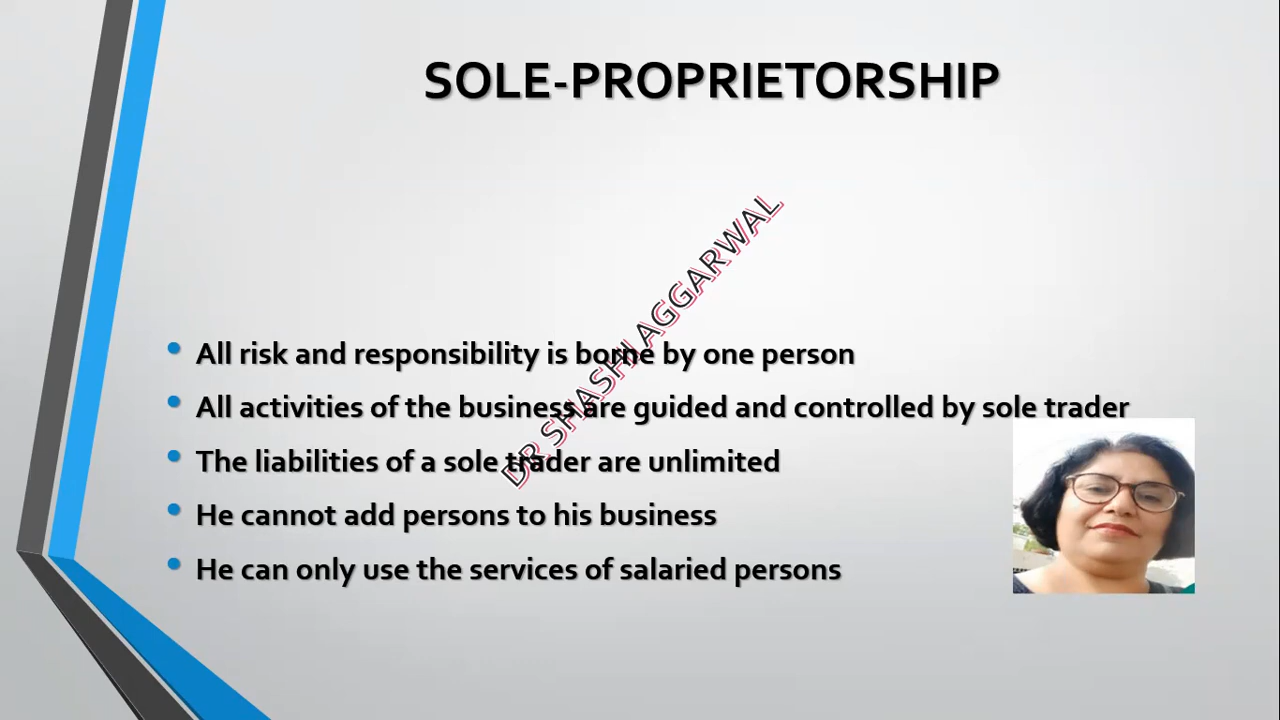 SOLE-PROPRIETORSHIP
DR SHASHI AGGARWAL
All risk and responsibility is borne by one person
All activities of the business are guided and controlled by sole trader
The liabilities of a sole trader are unlimited
He cannot add persons to his business
He can only use the services of salaried persons